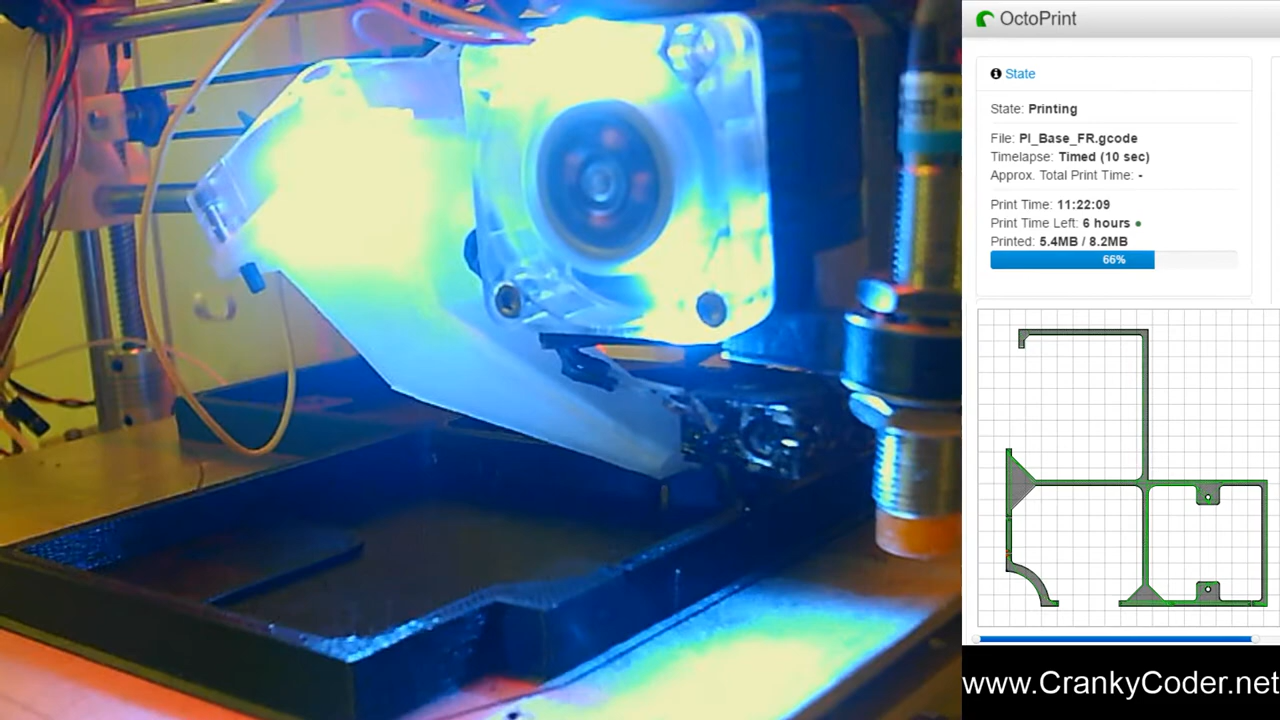 OctoPrint
State
State: Printing
File: PI_Base_FR.gcode
Timelapse: Timed (10 sec)
Approx. Total Print Time: -
Print Time: 11:22:09
Print Time Left: 6 hours
Printed: 5.4MB / 8.2MB
66%
www.CrankyCoder.net